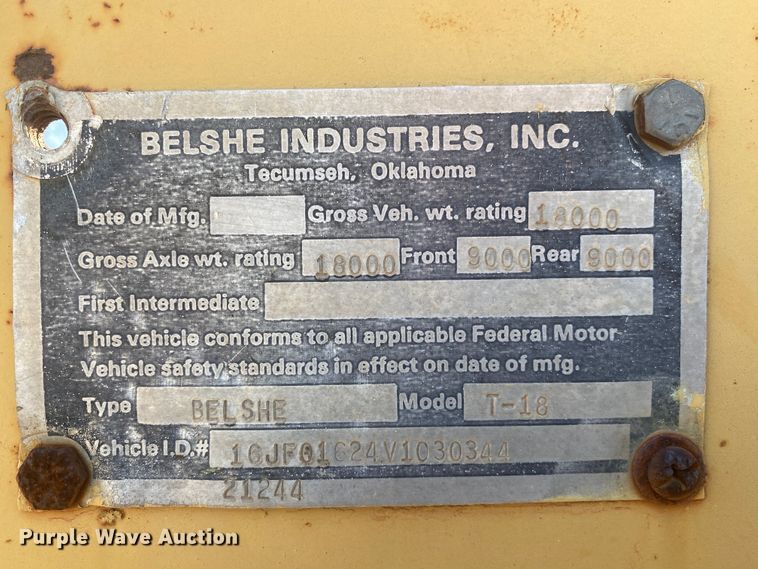 BELSHE INDUSTRIES, INC.
Tecumseh, Oklahoma
Date of Mfg. Gross Veh. wt. rating 18000
Gross Axle wt. rating 18000 Front 9000 Rear 9000
First Intermediate
This vehicle conforms to all applicable Federal Motor
Vehicle safety standards in effect on date of mfg.
Type BELSHE Model T-18
Vehicle I.D.# 16JF01624V1030344
21244
Purple Wave Auction